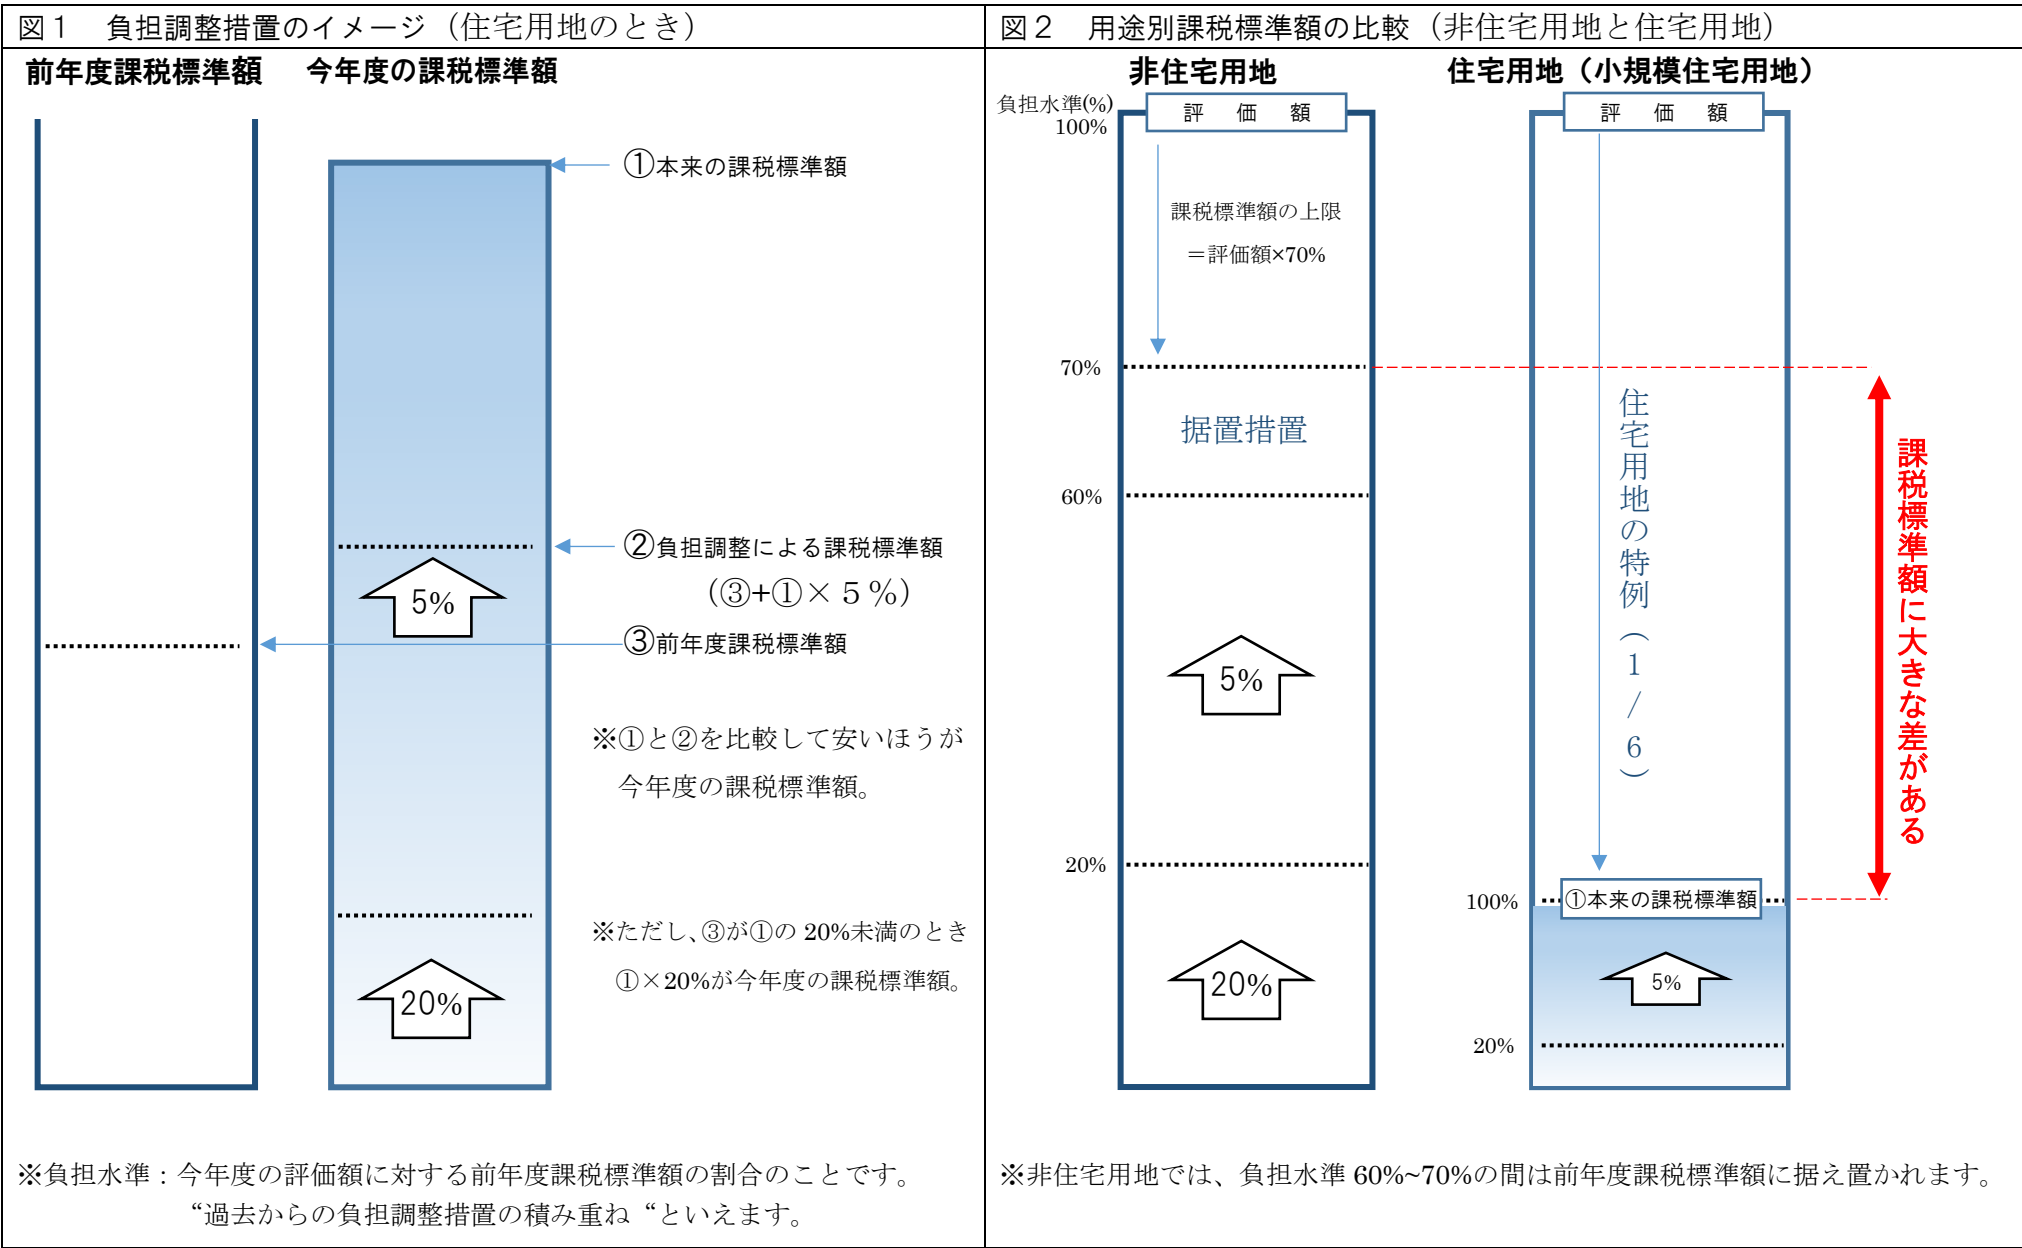 図１　負担調整措置のイメージ（住宅用地のとき）
前年度課税標準額　今年度の課税標準額
①本来の課税標準額
②負担調整による課税標準額
（③+①×５％）
5%
③前年度課税標準額
※①と②を比較して安いほうが
今年度の課税標準額。
※ただし、③が①の 20%未満のとき
①×20%が今年度の課税標準額。
20%
※負担水準：今年度の評価額に対する前年度課税標準額の割合のことです。
“過去からの負担調整措置の積み重ね“といえます。
図２　用途別課税標準額の比較（非住宅用地と住宅用地）
非住宅用地　住宅用地（小規模住宅用地）
負担水準(%)
100%
評　価　額
課税標準額の上限
＝評価額×70%
70%
据置措置
60%
5%
20%
20%
評　価　額
住宅用地の特例（1/6）
100%
①本来の課税標準額
5%
20%
課税標準額に大きな差がある
※非住宅用地では、負担水準 60%~70%の間は前年度課税標準額に据え置かれます。